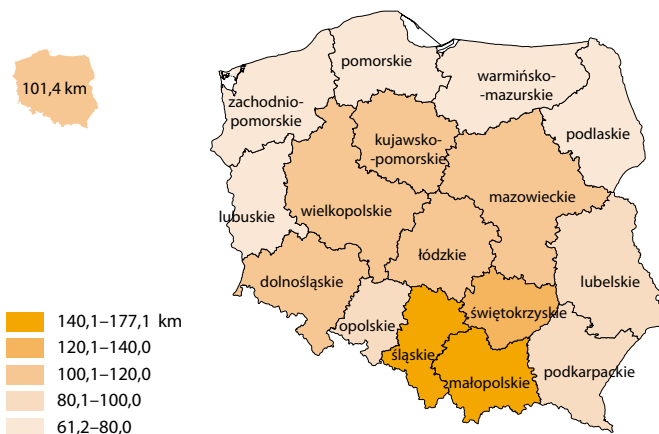 101,4 km
pomorskie
warmińsko-
-mazurskie
zachodnio-
pomorskie
podlaskie
kujawsko-
-pomorskie
mazowieckie
wielkopolskie
lubuskie
łódzkie
dolnośląskie
lubelskie
opolskie
świętokrzyskie
śląskie
małopolskie
podkarpackie
140,1–177,1 km
120,1–140,0
100,1–120,0
80,1–100,0
61,2–80,0